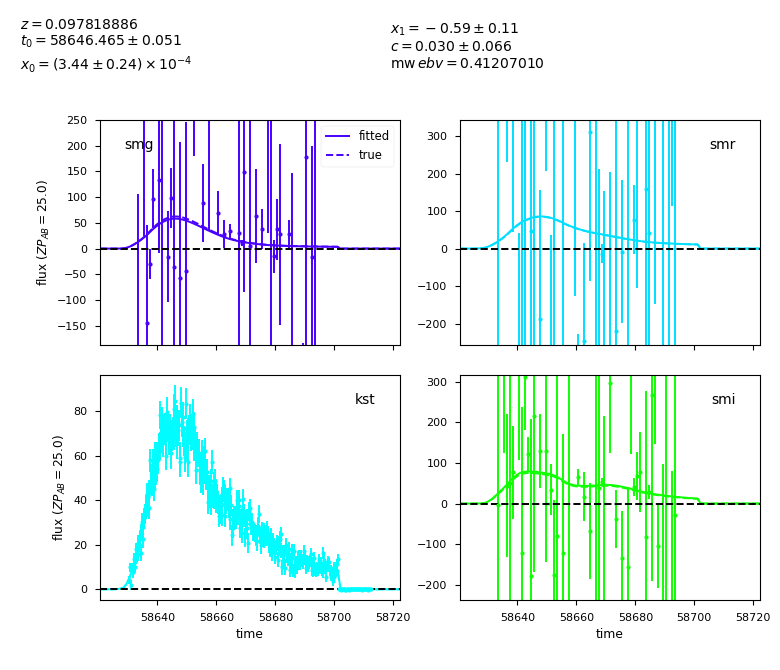 z = 0.097818886
t₀ = 58646.465 ± 0.051
x₀ = (3.44 ± 0.24) × 10⁻⁴
x₁ = −0.59 ± 0.11
c = 0.030 ± 0.066
mw ebv = 0.41207010
smg
fitted
true
250
200
150
100
50
0
−50
−100
−150
flux (ZP_AB = 25.0)
smr
300
200
100
0
−100
−200
kst
80
60
40
20
0
flux (ZP_AB = 25.0)
58640
58660
58680
58700
58720
time
smi
300
200
100
0
−100
−200
58640
58660
58680
58700
58720
time